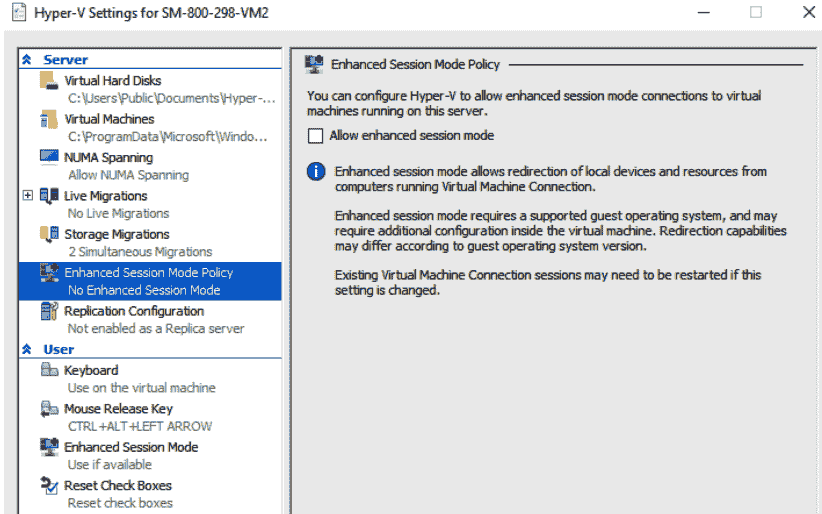 Hyper-V Settings for SM-800-298-VM2
Server
Virtual Hard Disks
C:\Users\Public\Documents\Hyper-...
Virtual Machines
C:\ProgramData\Microsoft\Windo...
NUMA Spanning
Allow NUMA Spanning
Live Migrations
No Live Migrations
Storage Migrations
2 Simultaneous Migrations
Enhanced Session Mode Policy
No Enhanced Session Mode
Replication Configuration
Not enabled as a Replica server
User
Keyboard
Use on the virtual machine
Mouse Release Key
CTRL+ALT+LEFT ARROW
Enhanced Session Mode
Use if available
Reset Check Boxes
Reset check boxes
Enhanced Session Mode Policy
You can configure Hyper-V to allow enhanced session mode connections to virtual
machines running on this server.
Allow enhanced session mode
Enhanced session mode allows redirection of local devices and resources from
computers running Virtual Machine Connection.
Enhanced session mode requires a supported guest operating system, and may
require additional configuration inside the virtual machine. Redirection capabilities
may differ according to guest operating system version.
Existing Virtual Machine Connection sessions may need to be restarted if this
setting is changed.